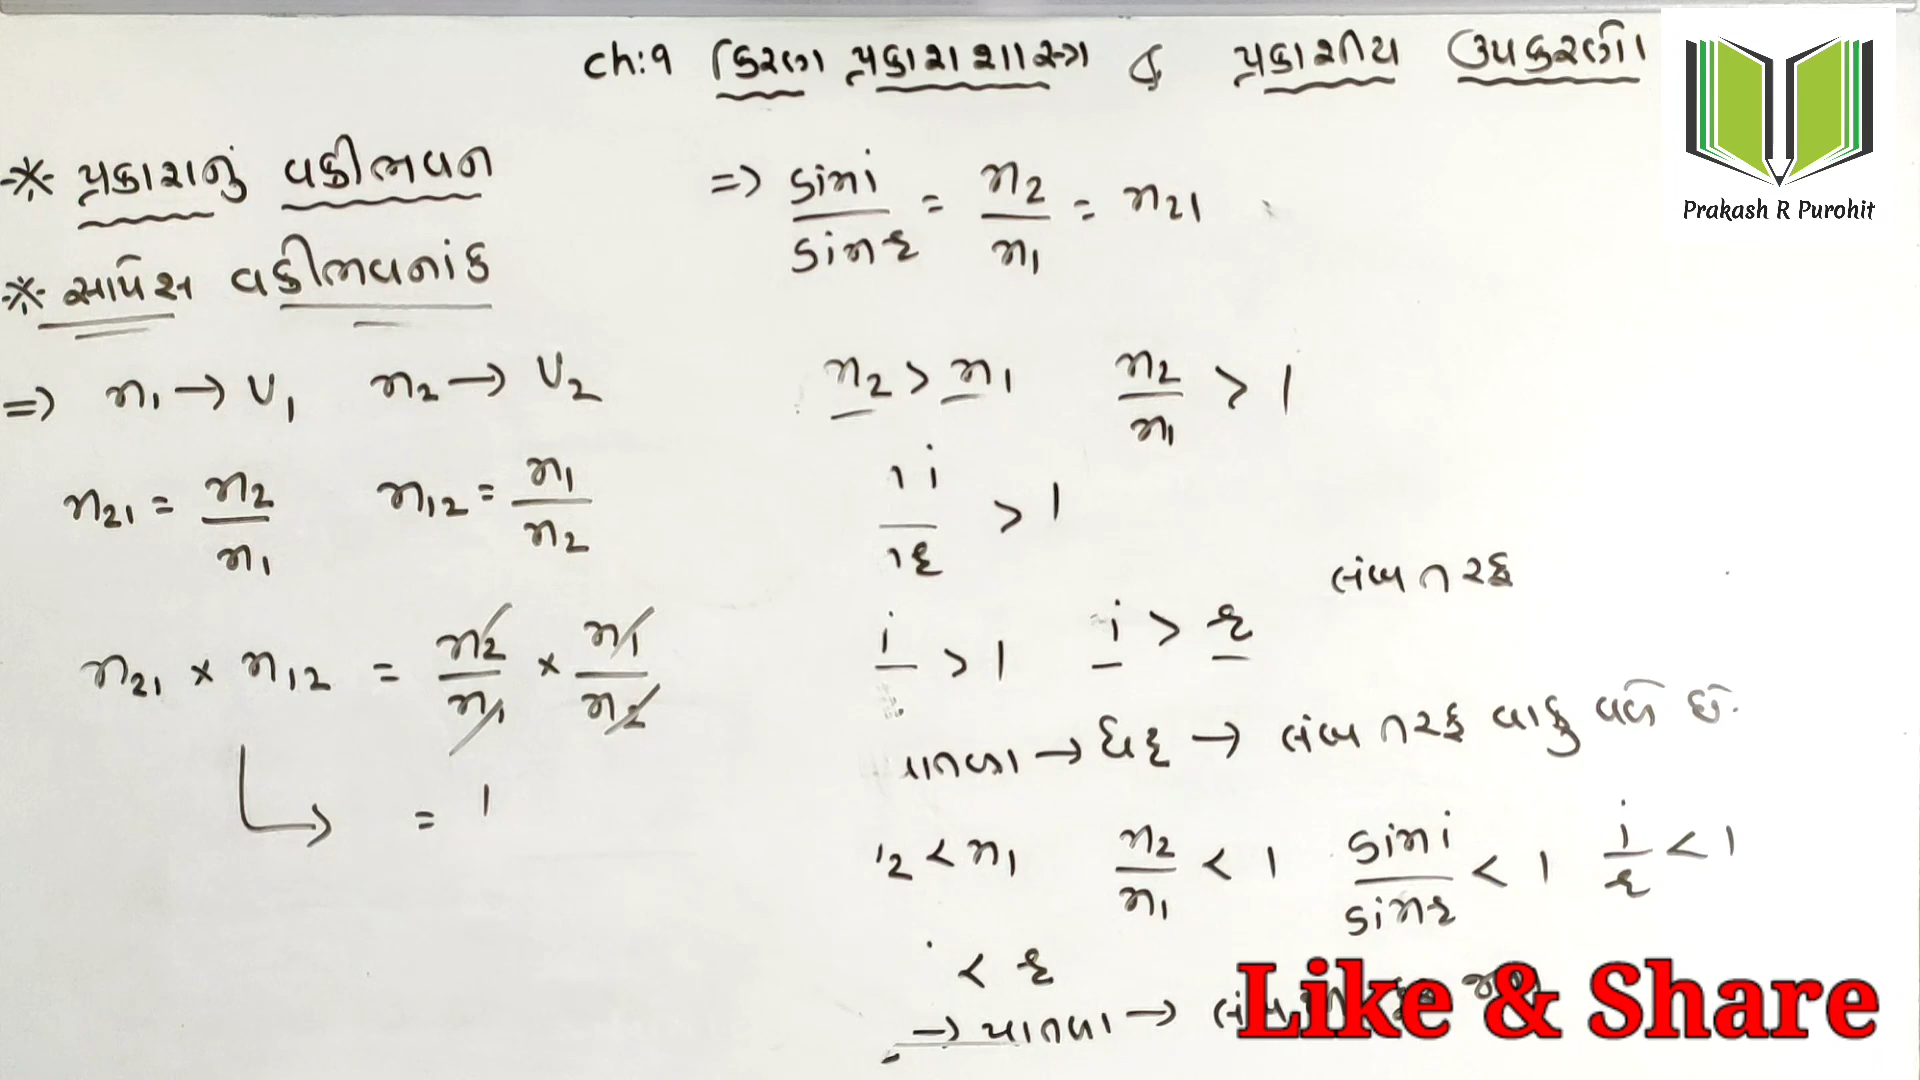 ch:9 કિરણ પ્રકાશશાસ્ત્ર & પ્રકાશીય ઉપકરણો
Prakash R Purohit
* પ્રકાશનું વક્રીભવન
* સાપેક્ષ વક્રીભવનાંક
=> n₁ → v₁ n₂ → v₂
n₂₁ = n₂/n₁ n₁₂ = n₁/n₂
n₂₁ × n₁₂ = n₂/n₁ × n₁/n₂
= 1
=> sin i / sin r = n₂/n₁ = n₂₁
n₂ > n₁ n₂/n₁ > 1
i / r > 1
લંબ તરફ
i > 1 i > r
પાતળા → ઘટ્ટ → લંબ તરફ વાંકુ વળે છે.
₂ < n₁ n₂/n₁ < 1 sin i / sin r < 1 i/r < 1
i < r
→ પાતળા →
Like & Share